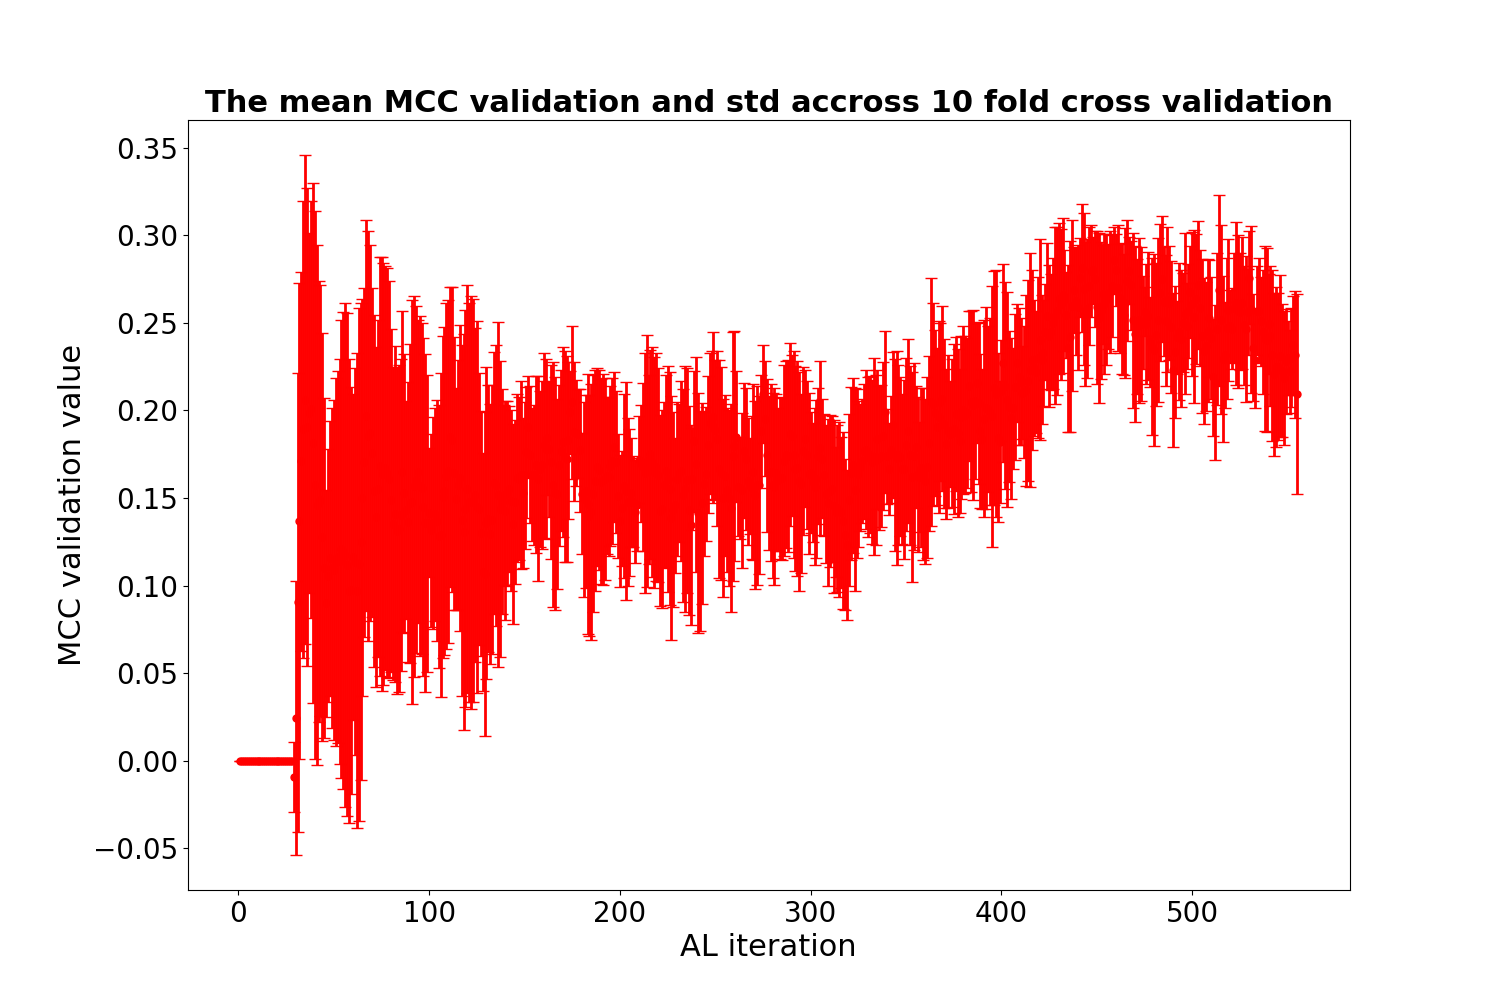 The mean MCC validation and std accross 10 fold cross validation
0.35
0.30
0.25
0.20
0.15
0.10
0.05
0.00
−0.05
MCC validation value
0 100 200 300 400 500
AL iteration